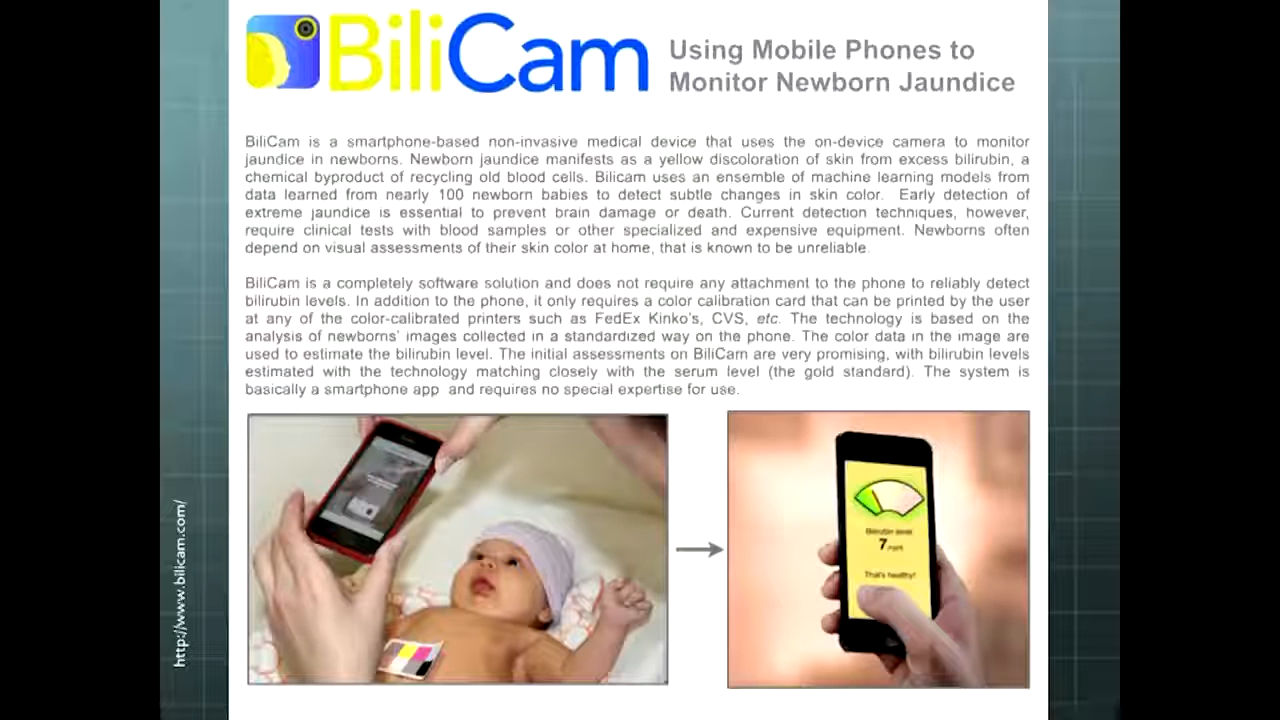 BiliCam
Using Mobile Phones to
Monitor Newborn Jaundice
BiliCam is a smartphone-based non-invasive medical device that uses the on-device camera to monitor
jaundice in newborns. Newborn jaundice manifests as a yellow discoloration of skin from excess bilirubin, a
chemical byproduct of recycling old blood cells. Bilicam uses an ensemble of machine learning models from
data learned from nearly 100 newborn babies to detect subtle changes in skin color. Early detection of
extreme jaundice is essential to prevent brain damage or death. Current detection techniques, however,
require clinical tests with blood samples or other specialized and expensive equipment. Newborns often
depend on visual assessments of their skin color at home, that is known to be unreliable.
BiliCam is a completely software solution and does not require any attachment to the phone to reliably detect
bilirubin levels. In addition to the phone, it only requires a color calibration card that can be printed by the user
at any of the color-calibrated printers such as FedEx Kinko's, CVS, etc. The technology is based on the
analysis of newborns' images collected in a standardized way on the phone. The color data in the image are
used to estimate the bilirubin level. The initial assessments on BiliCam are very promising, with bilirubin levels
estimated with the technology matching closely with the serum level (the gold standard). The system is
basically a smartphone app and requires no special expertise for use.
Bilirubin level
7
That's healthy!
http://www.bilicam.com/